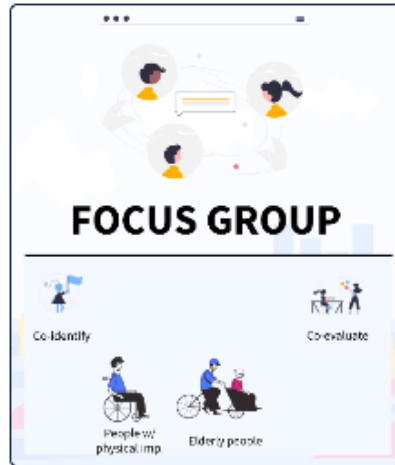 FOCUS GROUP
Co-identify
Co-evaluate
People w/
physical imp.
Elderly people